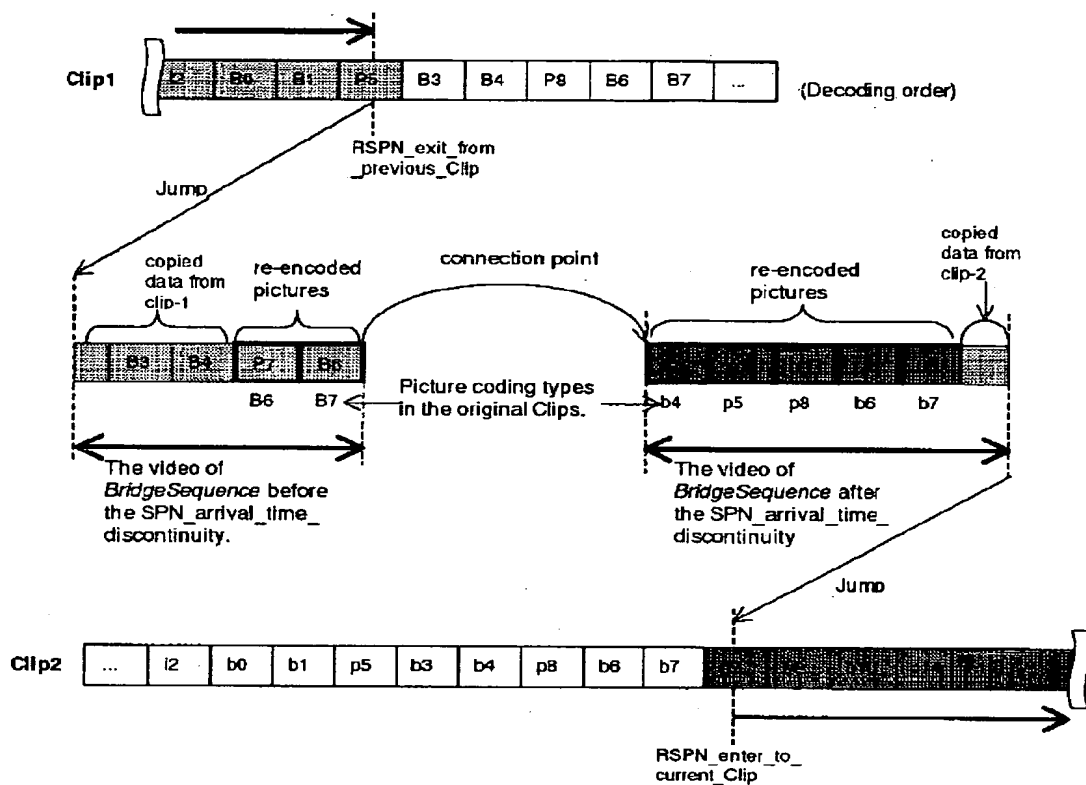 Clip1
I2 B0 B1 P5 B3 B4 P8 B6 B7 ...
(Decoding order)
RSPN_exit_from
_previous_Clip
Jump
copied
data from
clip-1
re-encoded
pictures
connection point
re-encoded
pictures
copied
data from
clip-2
B3 B4 P7 B6
B6 B7
Picture coding types
in the original Clips.
b4 p5 p8 b6 b7
The video of
BridgeSequence before
the SPN_arrival_time_
discontinuity.
The video of
BridgeSequence after
the SPN_arrival_time_
discontinuity
Jump
Clip2
... i2 b0 b1 p5 b3 b4 p8 b6 b7
RSPN_enter_to_
current_Clip